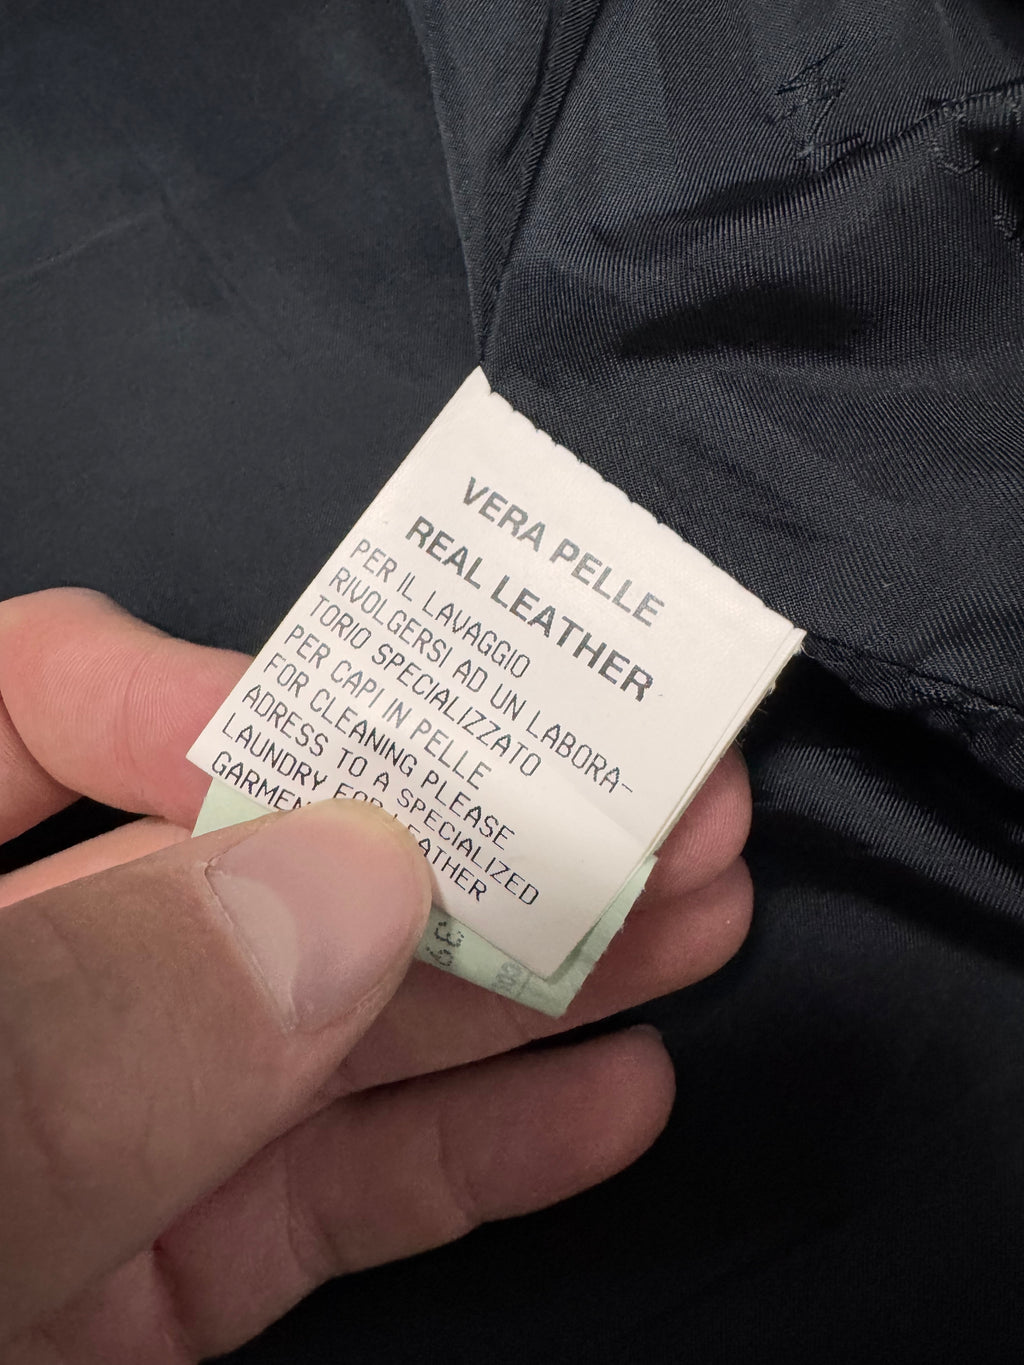 VERA PELLE
REAL LEATHER
PER IL LAVAGGIO
RIVOLGERSI AD UN LABORA-
TORIO SPECIALIZZATO
PER CAPI IN PELLE
FOR CLEANING PLEASE
ADRESS TO A SPECIALIZED
LAUNDRY FOR LEATHER